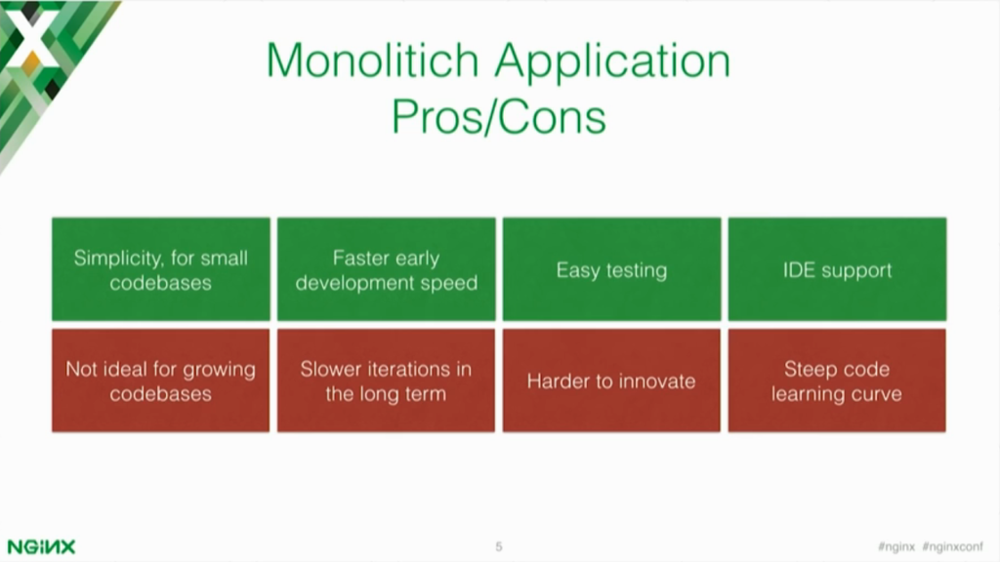 Monolitich Application
Pros/Cons
Simplicity, for small
codebases
Faster early
development speed
Easy testing
IDE support
Not ideal for growing
codebases
Slower iterations in
the long term
Harder to innovate
Steep code
learning curve
NGINX
5
#nginx #nginxconf